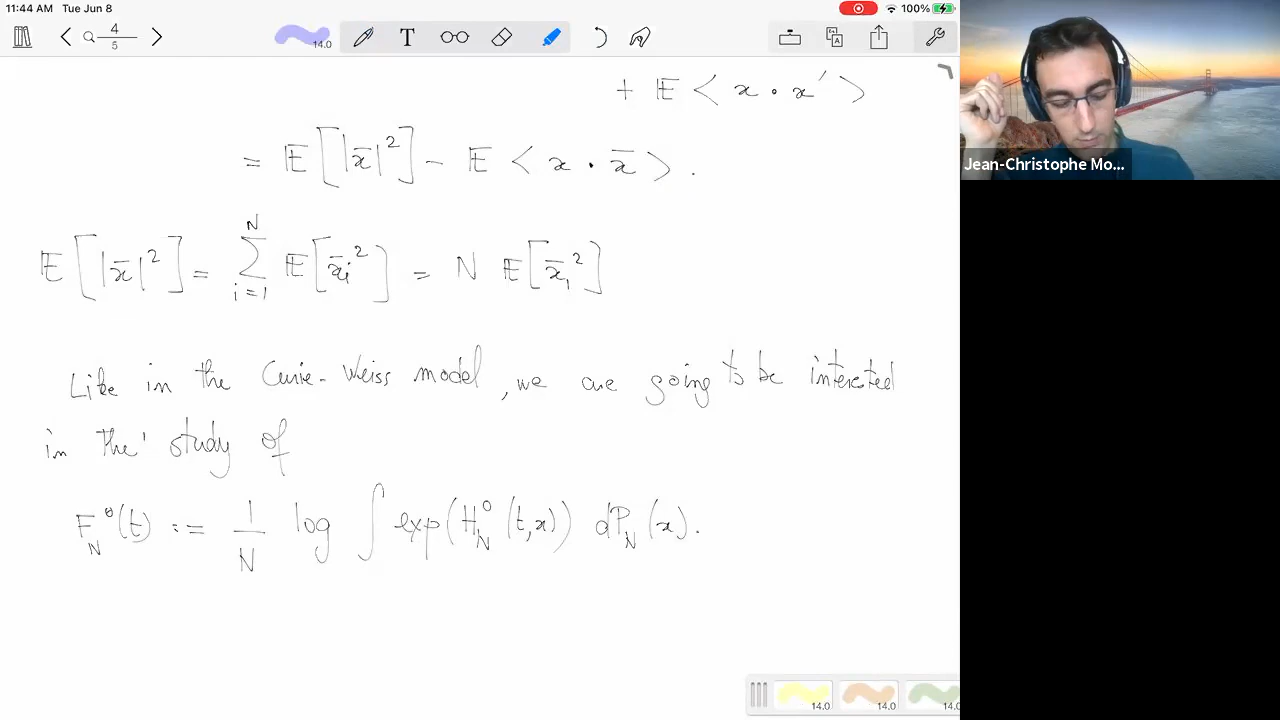 11:44 AM Tue Jun 8
100%
4
5
14.0
T
+ 𝔼 < x · x′ >
= 𝔼[|x̄|²] − 𝔼 < x · x̄ > .
𝔼[|x̄|²] = ∑_{i=1}^{N} 𝔼[x̄ᵢ²] = N 𝔼[x̄₁²]
Like in the Curie-Weiss model, we are going to be interested
in the study of
F_N^0(t) := 1/N log ∫ exp(H_N^0(t,x)) dP_N(x).
Jean-Christophe Mo...
14.0 14.0 14.0